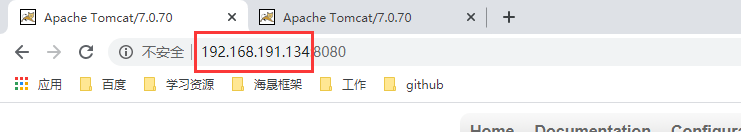 Apache Tomcat/7.0.70 Apache Tomcat/7.0.70
不安全 192.168.191.134:8080
应用 百度 学习资源 海晟框架 工作 github
Home Documentation